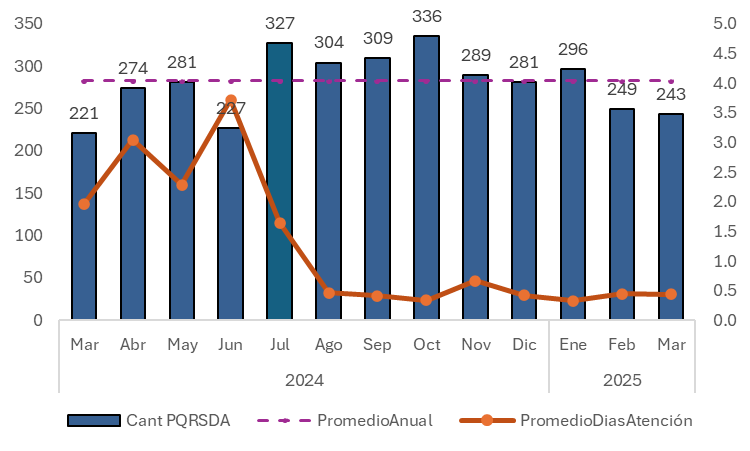 350 336 5.0
327
300 304 309 296 4.5
274 281 289 281 4.0
250 249 243 3.5
221 227
200 3.0
150 2.5
100 2.0
50 1.5
0 1.0
0.5
0.0
Mar Abr May Jun Jul Ago Sep Oct Nov Dic Ene Feb Mar
2024 2025
Cant PQRSDA PromedioAnual PromedioDiasAtención